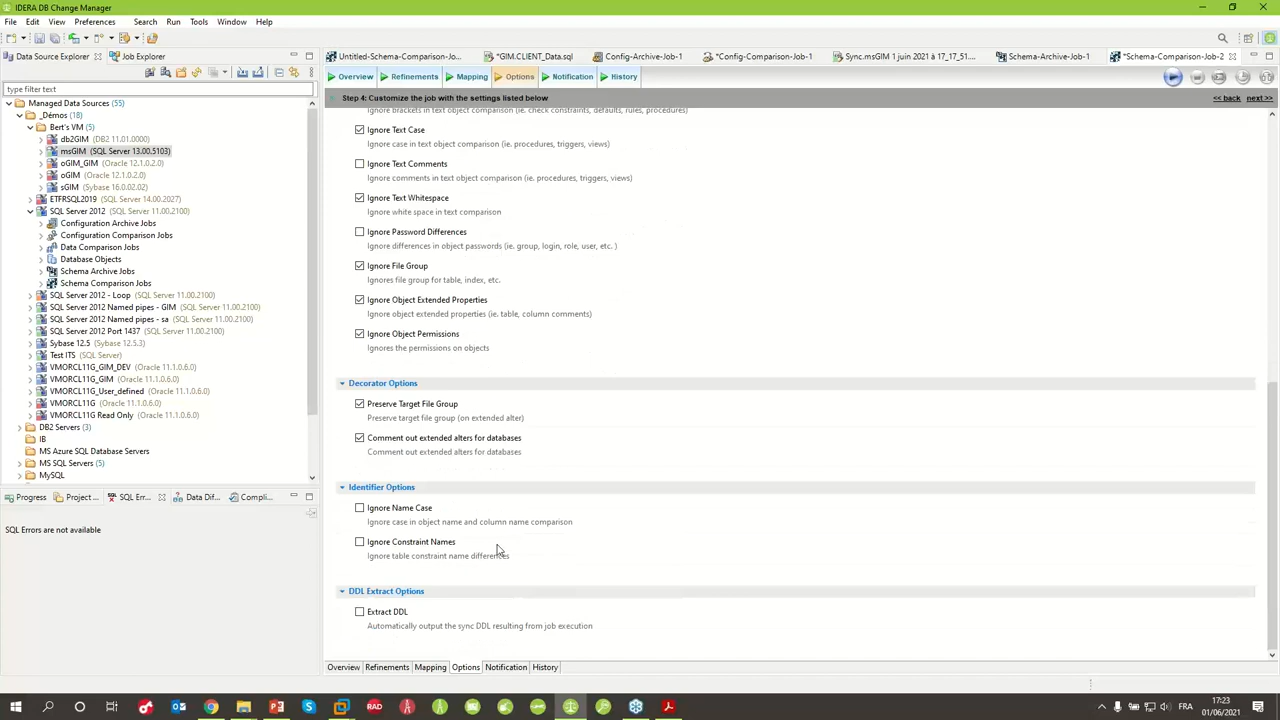 IDERA DB Change Manager
File Edit View Preferences Search Run Tools Window Help
Data Source Explorer Job Explorer
Untitled-Schema-Comparison-Jo... *GIM.CLIENT_Data.sql Config-Archive-Job-1 *Config-Comparison-Job-1 Sync.msGIM 1 juin 2021 à 17_17_51.... Schema-Archive-Job-1 *Schema-Comparison-Job-2
Overview Refinements Mapping Options Notification History
type filter text
Step 4: Customize the job with the settings listed below
<< back next >>
Managed Data Sources (55)
_Démos (18)
Bert's VM (5)
db2GIM (DB2 11.01.0000)
msGIM (SQL Server 13.00.5103)
oGIM_GIM (Oracle 12.1.0.2.0)
oGIM (Oracle 12.1.0.2.0)
sGIM (Sybase 16.0.02.02)
ETFRSQL2019 (SQL Server 14.00.2027)
SQL Server 2012 (SQL Server 11.00.2100)
Configuration Archive Jobs
Configuration Comparison Jobs
Data Comparison Jobs
Database Objects
Schema Archive Jobs
Schema Comparison Jobs
SQL Server 2012 - Loop (SQL Server 11.00.2100)
SQL Server 2012 Named pipes - GIM (SQL Server 11.00.2100)
SQL Server 2012 Named pipes - sa (SQL Server 11.00.2100)
SQL Server 2012 Port 1437 (SQL Server 11.00.2100)
Sybase 12.5 (Sybase 12.5.3)
Test ITS (SQL Server)
VMORCL11G_GIM_DEV (Oracle 11.1.0.6.0)
VMORCL11G_GIM (Oracle 11.1.0.6.0)
VMORCL11G_User_defined (Oracle 11.1.0.6.0)
VMORCL11G (Oracle 11.1.0.6.0)
VMORCL11G Read Only (Oracle 11.1.0.6.0)
DB2 Servers (3)
IB
MS Azure SQL Database Servers
MS SQL Servers (5)
MySQL
Ignore brackets in text object comparison (ie. check constraints, defaults, rules, procedures)
Ignore Text Case
Ignore case in text object comparison (ie. procedures, triggers, views)
Ignore Text Comments
Ignore comments in text object comparison (ie. procedures, triggers, views)
Ignore Text Whitespace
Ignore white space in text comparison
Ignore Password Differences
Ignore differences in object passwords (ie. group, login, role, user, etc. )
Ignore File Group
Ignores file group for table, index, etc.
Ignore Object Extended Properties
Ignore object extended properties (ie. table, column comments)
Ignore Object Permissions
Ignores the permissions on objects
Decorator Options
Preserve Target File Group
Preserve target file group (on extended alter)
Comment out extended alters for databases
Comment out extended alters for databases
Identifier Options
Ignore Name Case
Ignore case in object name and column name comparison
Ignore Constraint Names
Ignore table constraint name differences
DDL Extract Options
Extract DDL
Automatically output the sync DDL resulting from job execution
Progress Project ... SQL Err... Data Dif... Compli...
SQL Errors are not available
Overview Refinements Mapping Options Notification History
RAD
FRA
17:23
01/06/2021